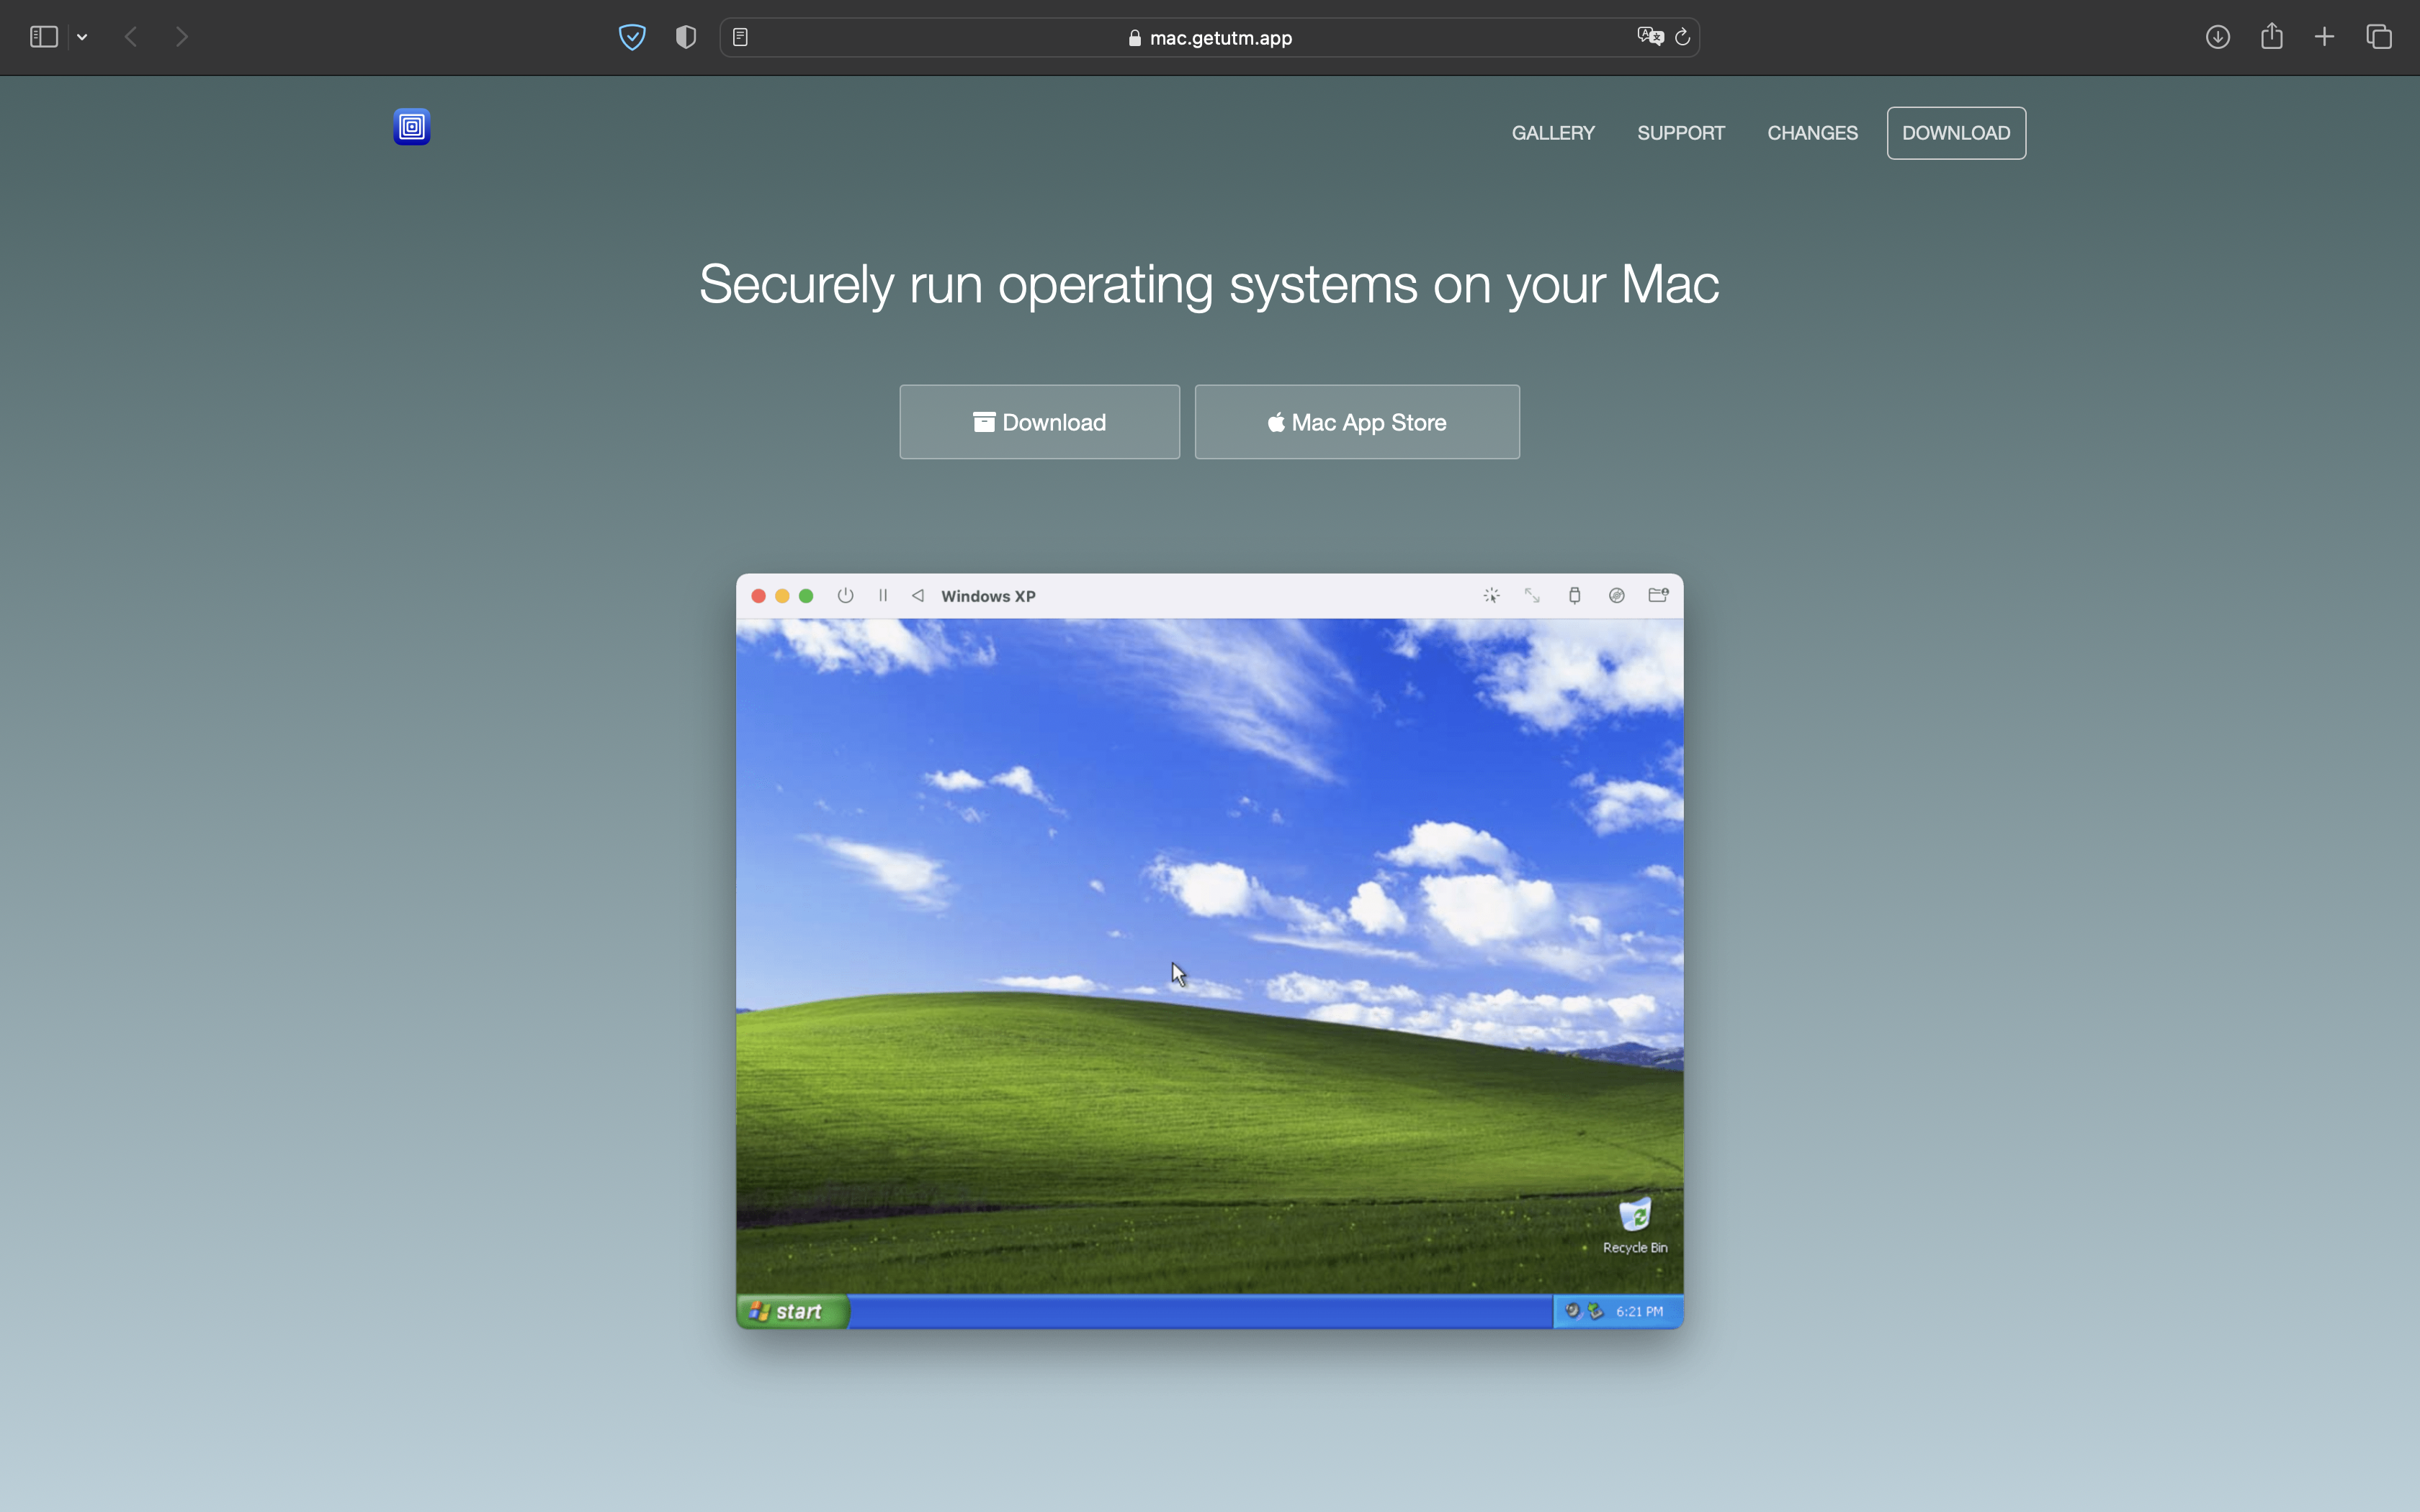 mac.getutm.app
GALLERY SUPPORT CHANGES DOWNLOAD
Securely run operating systems on your Mac
Download Mac App Store
Windows XP
Recycle Bin
start 6:21 PM